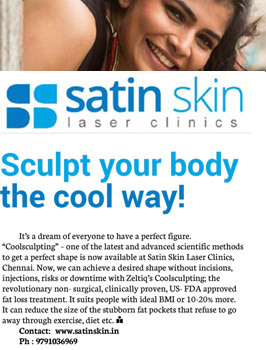 satin skin
laser clinics
Sculpt your body
the cool way!
It's a dream of everyone to have a perfect figure.
"Coolsculpting" – one of the latest and advanced scientific methods
to get a perfect shape is now available at Satin Skin Laser Clinics,
Chennai. Now, we can achieve a desired shape without incisions,
injections, risks or downtime with Zeltiq's Coolsculpting; the
revolutionary non- surgical, clinically proven, US- FDA approved
fat loss treatment. It suits people with ideal BMI or 10-20% more.
It can reduce the size of the stubborn fat pockets that refuse to go
away through exercise, diet etc.
Contact: www.satinskin.in
Ph : 9791036969